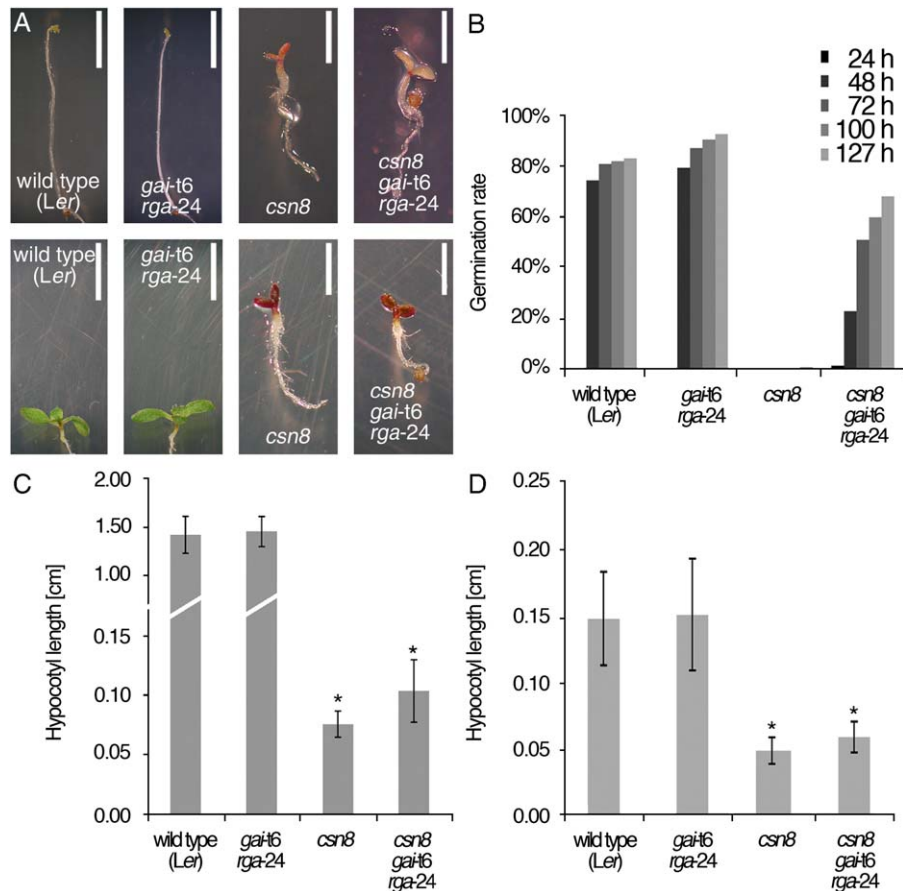 A
wild type
(Ler)
gai-t6
rga-24
csn8
csn8
gai-t6
rga-24
wild type
(Ler)
gai-t6
rga-24
csn8
csn8
gai-t6
rga-24
B
24 h
48 h
72 h
100 h
127 h
Germination rate
100%
80%
60%
40%
20%
0%
wild type
(Ler)
gai-t6
rga-24
csn8
csn8
gai-t6
rga-24
C
Hypocotyl length [cm]
2.00
1.50
1.00
0.15
0.10
0.05
0.00
*
*
wild type
(Ler)
gai-t6
rga-24
csn8
csn8
gai-t6
rga-24
D
Hypocotyl length [cm]
0.25
0.20
0.15
0.10
0.05
0.00
*
*
wild type
(Ler)
gai-t6
rga-24
csn8
csn8
gai-t6
rga-24